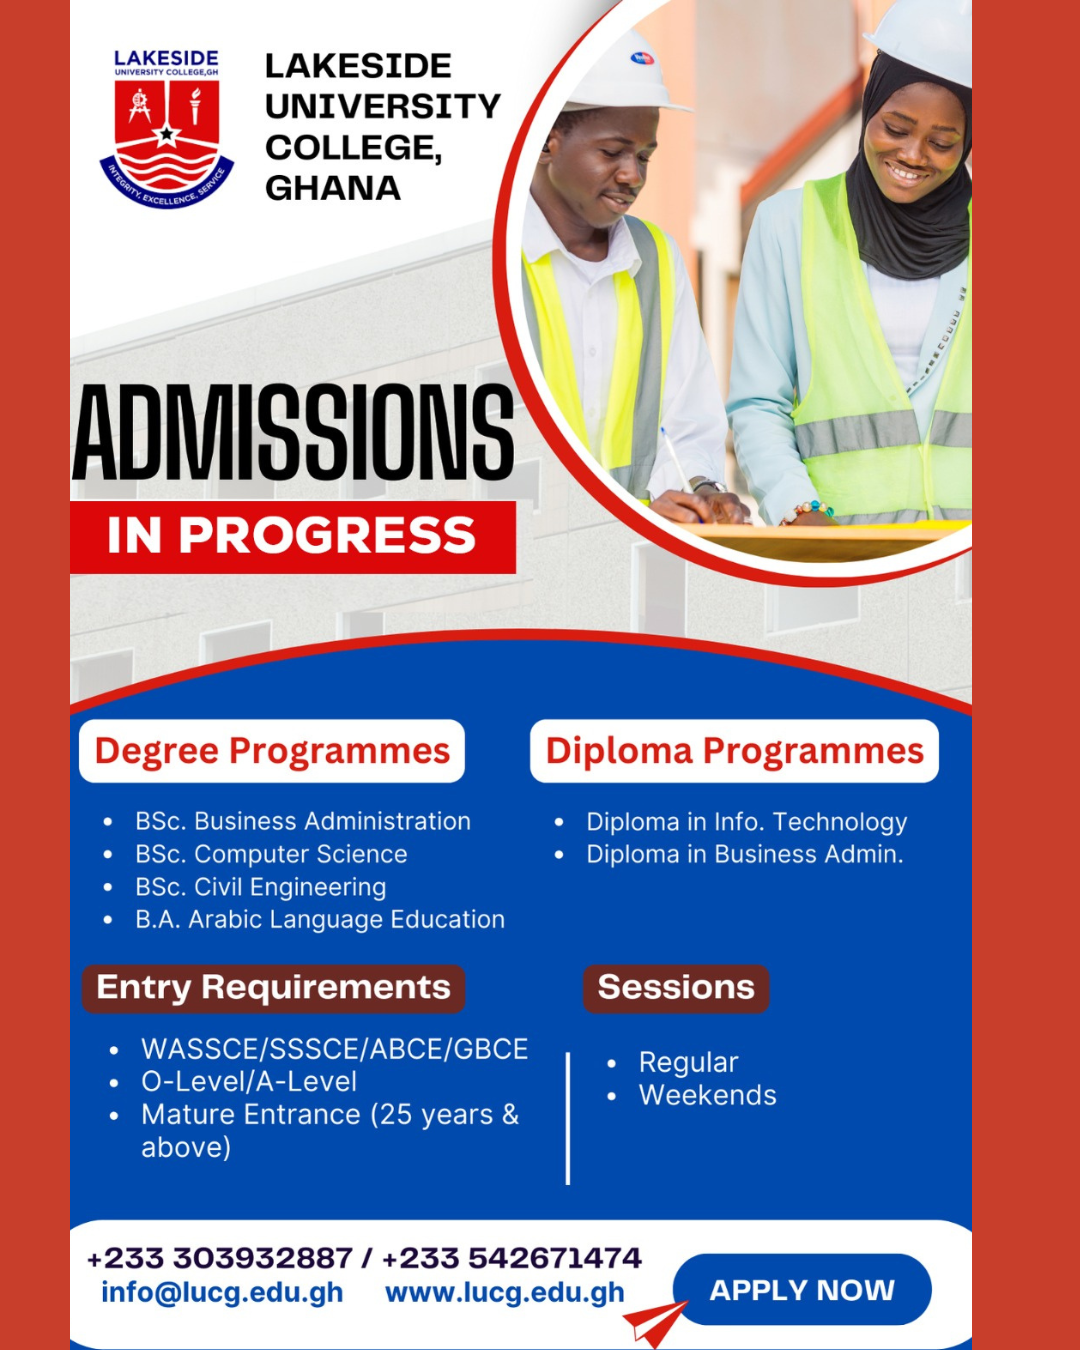 LAKESIDE
UNIVERSITY COLLEGE,GH
INTEGRITY, EXCELLENCE, SERVICE
LAKESIDE
UNIVERSITY
COLLEGE,
GHANA
ADMISSIONS
IN PROGRESS
Degree Programmes
• BSc. Business Administration
• BSc. Computer Science
• BSc. Civil Engineering
• B.A. Arabic Language Education
Diploma Programmes
• Diploma in Info. Technology
• Diploma in Business Admin.
Entry Requirements
• WASSCE/SSSCE/ABCE/GBCE
• O-Level/A-Level
• Mature Entrance (25 years &
above)
Sessions
• Regular
• Weekends
+233 303932887 / +233 542671474
info@lucg.edu.gh www.lucg.edu.gh
APPLY NOW